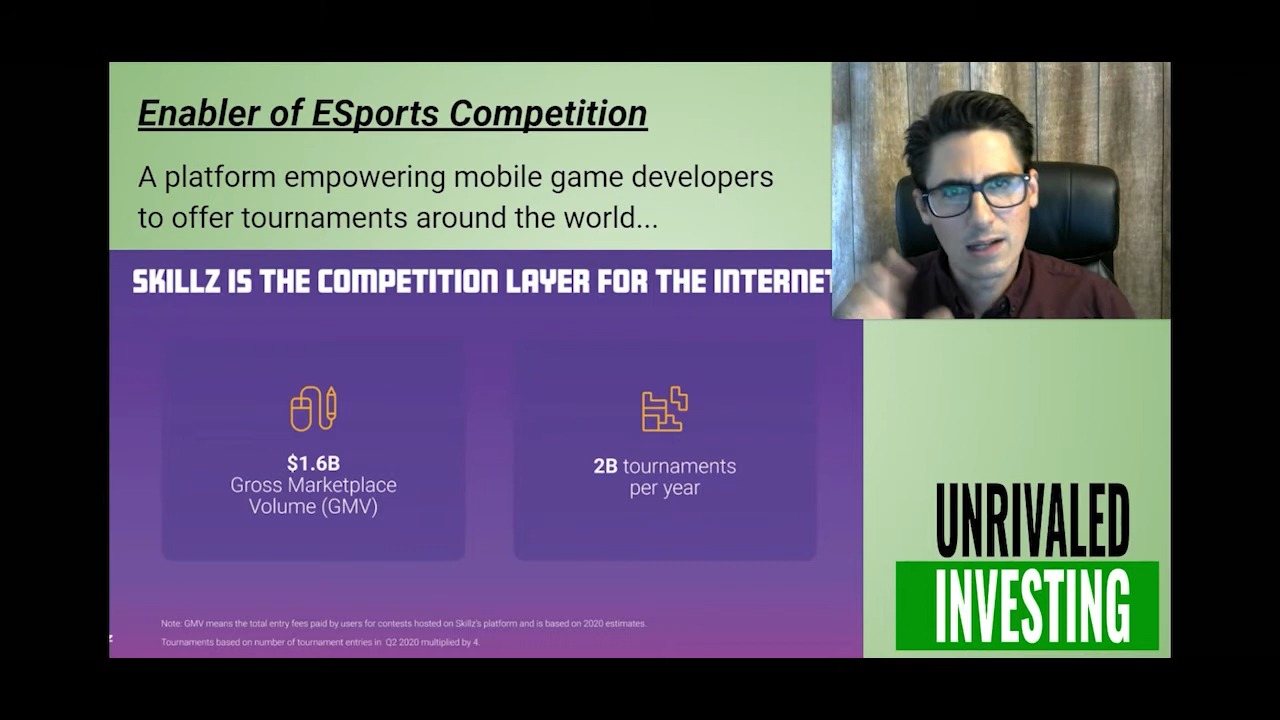 Enabler of ESports Competition
A platform empowering mobile game developers
to offer tournaments around the world...
SKILLZ IS THE COMPETITION LAYER FOR THE INTERNET
$1.6B
Gross Marketplace
Volume (GMV)
2B tournaments
per year
Note: GMV means the total entry fees paid by users for contests hosted on Skillz's platform and is based on 2020 estimates.
Tournaments based on number of tournament entries in Q2 2020 multiplied by 4.
z
UNRIVALED
INVESTING